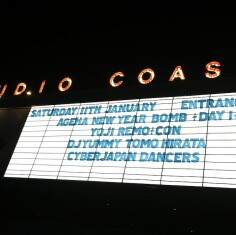 UDIO COAS
SATURDAY 11TH JANUARY ENTRANC
AGEHA NEW YEAR BOMB +DAY 1+
YOJI REMO+CON
DJ YUMMY TOMO HIRATA
CYBERJAPAN DANCERS